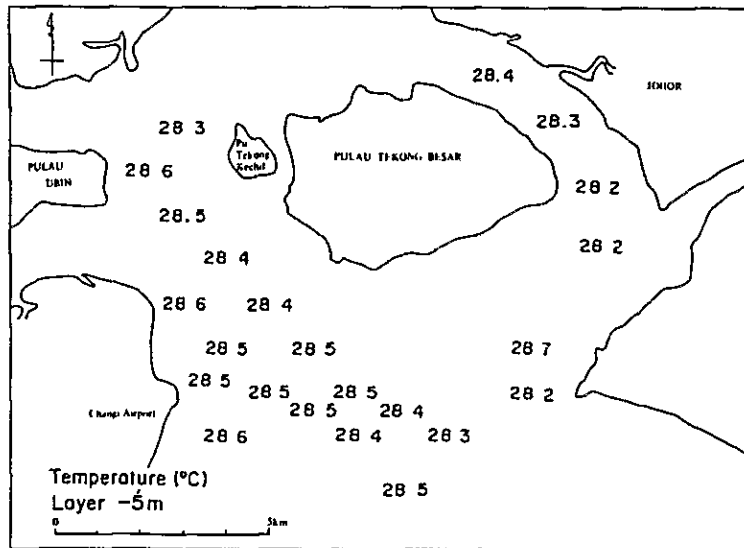 28.4
JOHOR
28 3
28.3
Pu
Tekong
Kechil
PULAU TEKONG BESAR
PULAU
UBIN
28 6
28 2
28.5
28 2
28 4
28 6
28 4
28 5
28 5
28 7
28 5
28 5
28 5
28 2
28 5
28 4
Changi Airport
28 6
28 4
28 3
Temperature (°C)
Layer -5m
28 5
0
5km